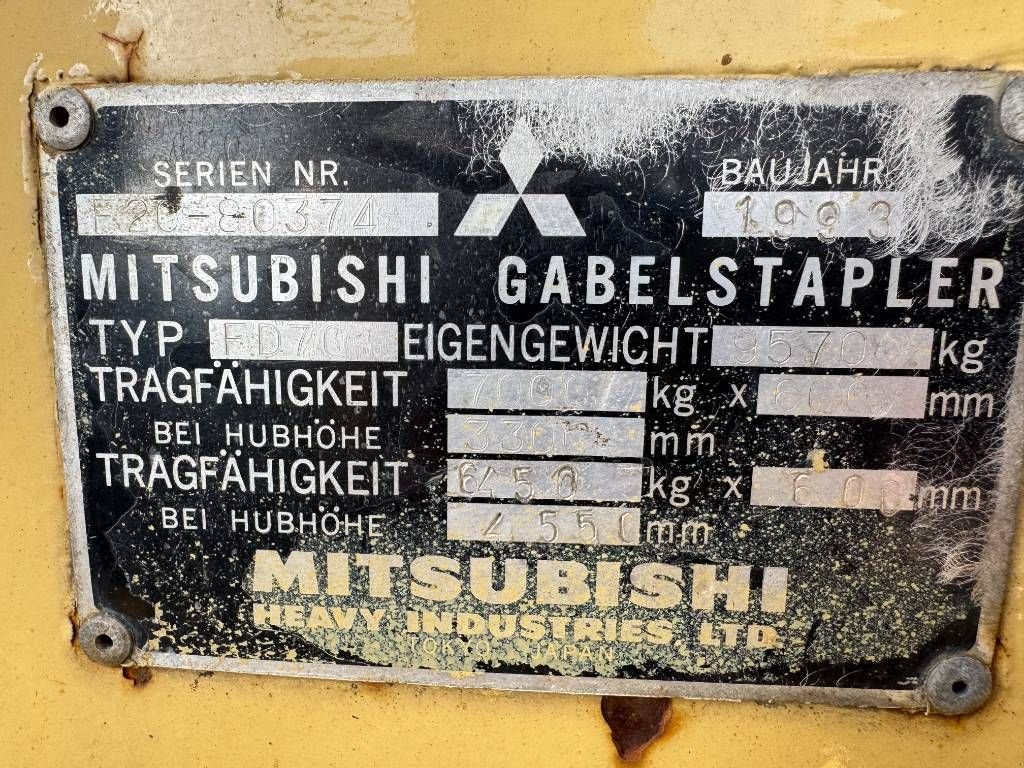 SERIEN NR. BAUJAHR
F20-80374 1993
MITSUBISHI GABELSTAPLER
TYP FD70 EIGENGEWICHT 9570 kg
TRAGFÄHIGKEIT 7000 kg x 600 mm
BEI HUBHÖHE 3300 mm
TRAGFÄHIGKEIT 6450 kg x 600 mm
BEI HUBHÖHE 4550 mm
MITSUBISHI
HEAVY INDUSTRIES, LTD.
TOKYO JAPAN